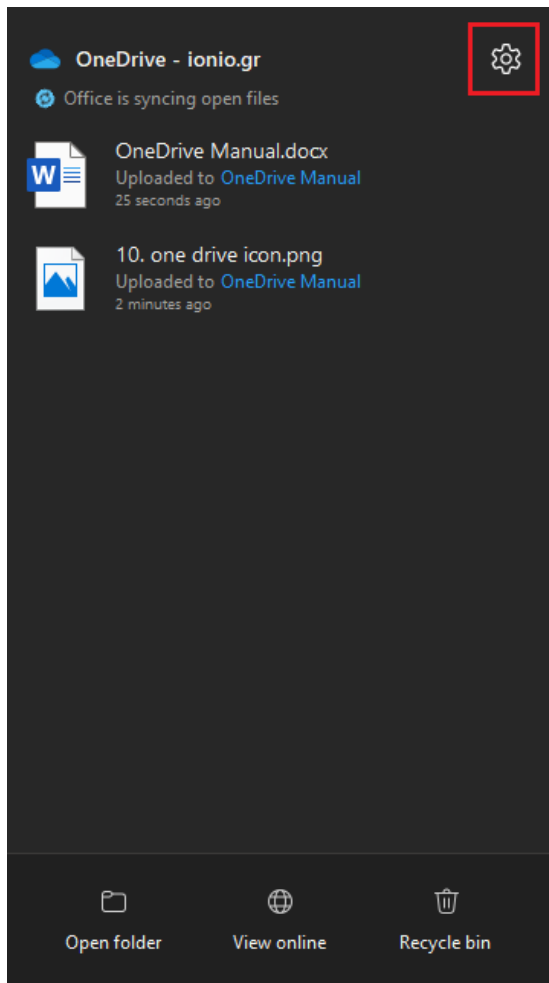 OneDrive - ionio.gr
Office is syncing open files
OneDrive Manual.docx
Uploaded to OneDrive Manual
25 seconds ago
W
10. one drive icon.png
Uploaded to OneDrive Manual
2 minutes ago
Open folder
View online
Recycle bin